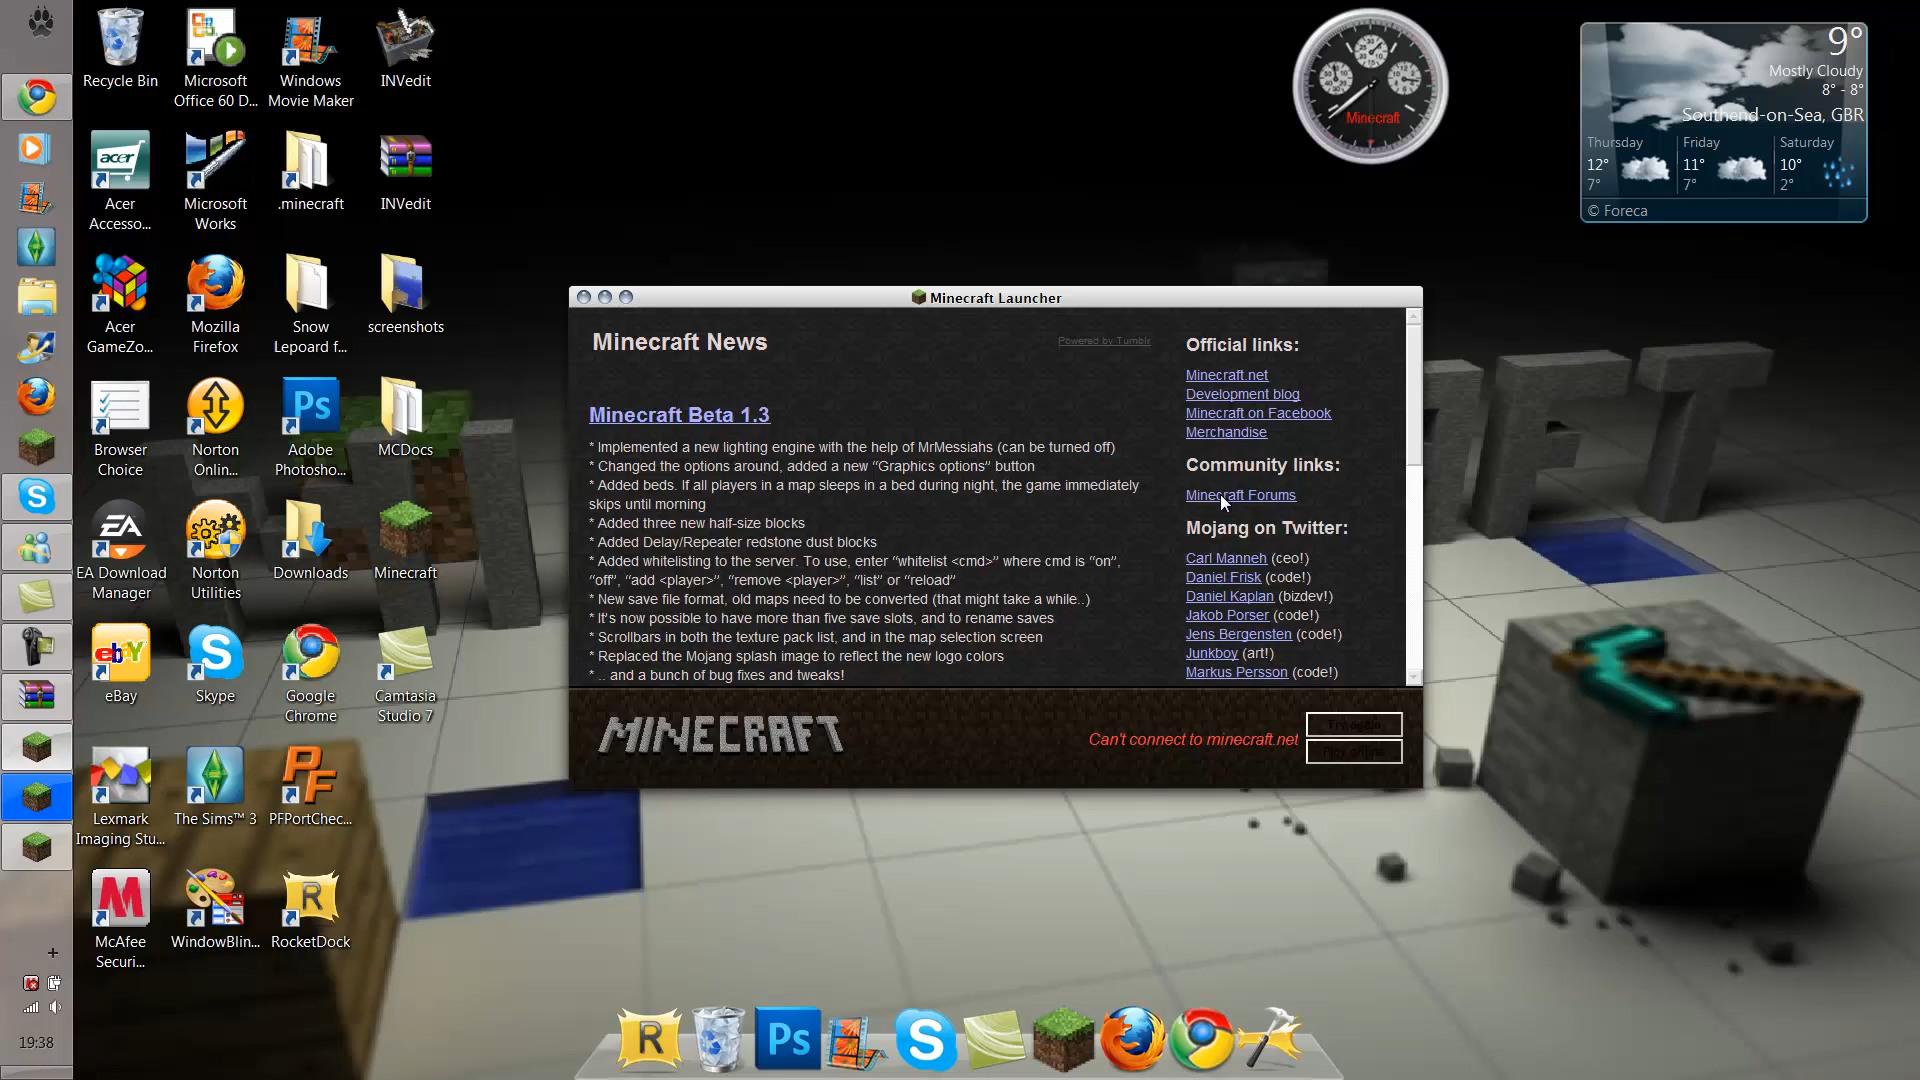 Recycle Bin
Microsoft
Office 60 D...
Windows
Movie Maker
INVedit
Acer
Accesso...
Microsoft
Works
.minecraft
INVedit
Acer
GameZo...
Mozilla
Firefox
Snow
Lepoard f...
screenshots
Browser
Choice
Norton
Onlin...
Adobe
Photosho...
MCDocs
EA Download
Manager
Norton
Utilities
Downloads
Minecraft
eBay
Skype
Google
Chrome
Camtasia
Studio 7
Lexmark
Imaging Stu...
The Sims™ 3
PFPortChec...
McAfee
Securi...
WindowBlin...
RocketDock
19:38
Minecraft
9°
Mostly Cloudy
8° - 8°
Southend-on-Sea, GBR
Thursday Friday Saturday
12° 11° 10°
7° 7° 2°
© Foreca
Minecraft Launcher
Minecraft News
Powered by Tumblr
Minecraft Beta 1.3
* Implemented a new lighting engine with the help of MrMessiahs (can be turned off)
* Changed the options around, added a new “Graphics options” button
* Added beds. If all players in a map sleeps in a bed during night, the game immediately
skips until morning
* Added three new half-size blocks
* Added Delay/Repeater redstone dust blocks
* Added whitelisting to the server. To use, enter “whitelist <cmd>” where cmd is “on”,
“off”, “add <player>”, “remove <player>”, “list” or “reload”
* New save file format, old maps need to be converted (that might take a while..)
* It's now possible to have more than five save slots, and to rename saves
* Scrollbars in both the texture pack list, and in the map selection screen
* Replaced the Mojang splash image to reflect the new logo colors
* .. and a bunch of bug fixes and tweaks!
Official links:
Minecraft.net
Development blog
Minecraft on Facebook
Merchandise
Community links:
Minecraft Forums
Mojang on Twitter:
Carl Manneh (ceo!)
Daniel Frisk (code!)
Daniel Kaplan (bizdev!)
Jakob Porser (code!)
Jens Bergensten (code!)
Junkboy (art!)
Markus Persson (code!)
MINECRAFT
Can't connect to minecraft.net
Try again
Play offline